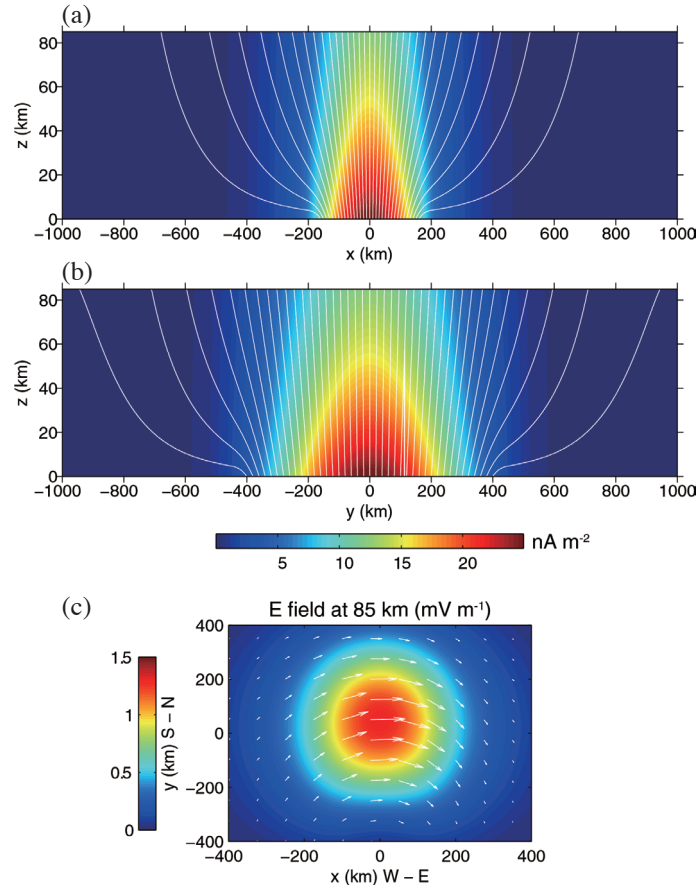 (a)
80
60
40
20
0
z (km)
−1000 −800 −600 −400 −200 0 200 400 600 800 1000
x (km)
(b)
80
60
40
20
0
z (km)
−1000 −800 −600 −400 −200 0 200 400 600 800 1000
y (km)
5 10 15 20 nA m⁻²
(c)
E field at 85 km (mV m⁻¹)
1.5
1
0.5
0
y (km) S − N
400
200
0
−200
−400
−400 −200 0 200 400
x (km) W − E